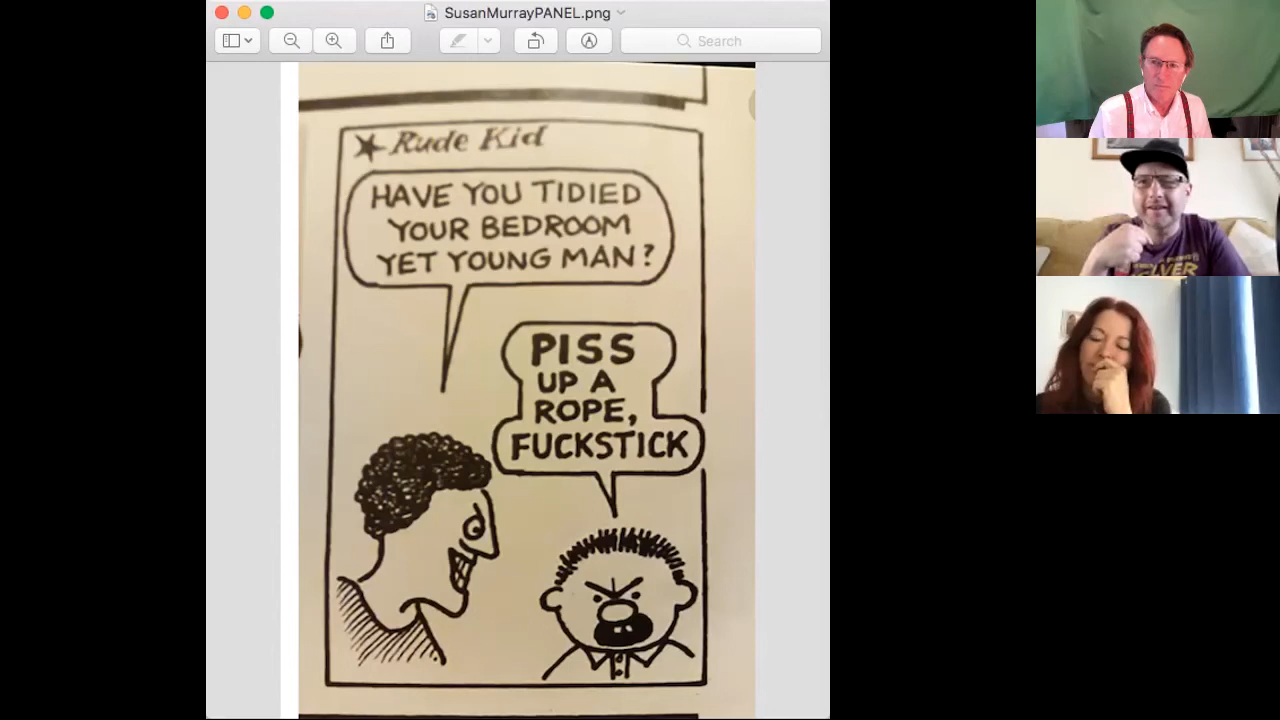 SusanMurrayPANEL.png
Search
Rude Kid
HAVE YOU TIDIED
YOUR BEDROOM
YET YOUNG MAN?
PISS
UP A
ROPE,
FUCKSTICK